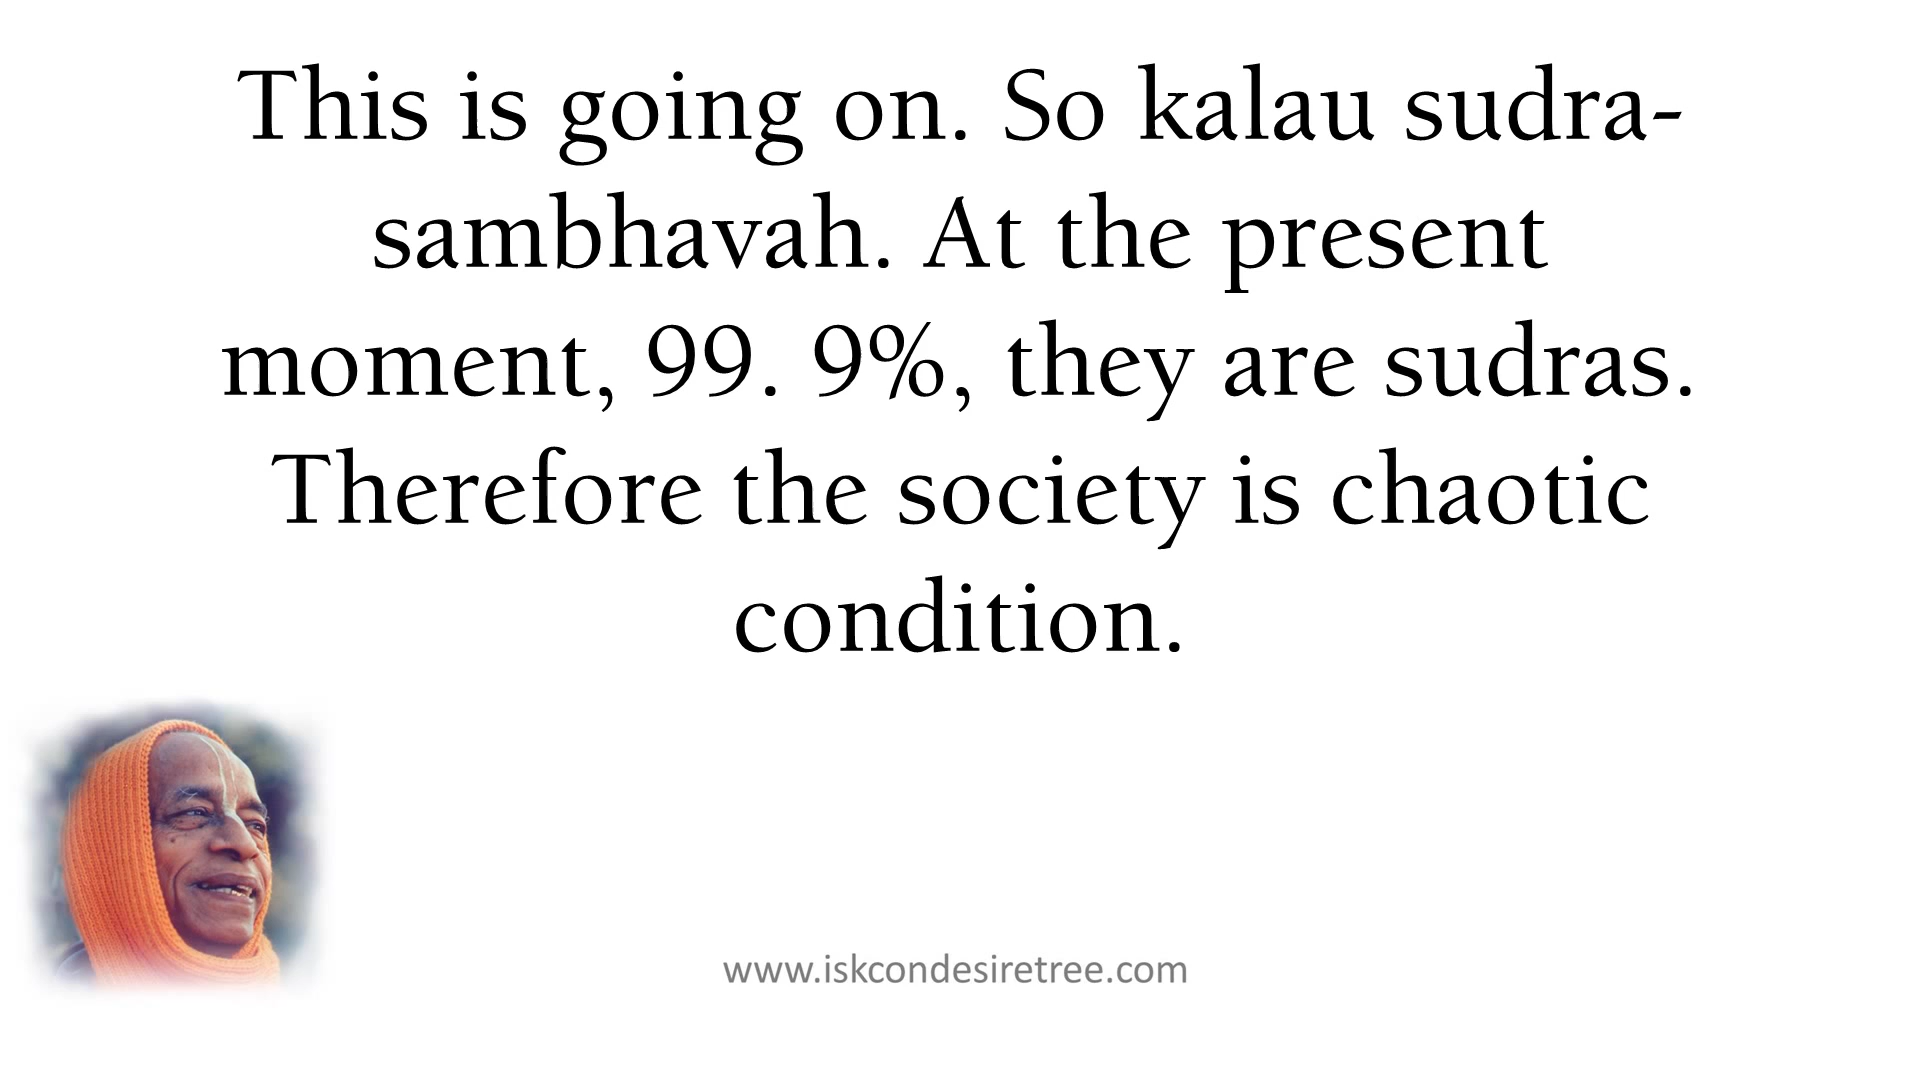 This is going on. So kalau sudra-
sambhavah. At the present
moment, 99. 9%, they are sudras.
Therefore the society is chaotic
condition.
www.iskcondesiretree.com